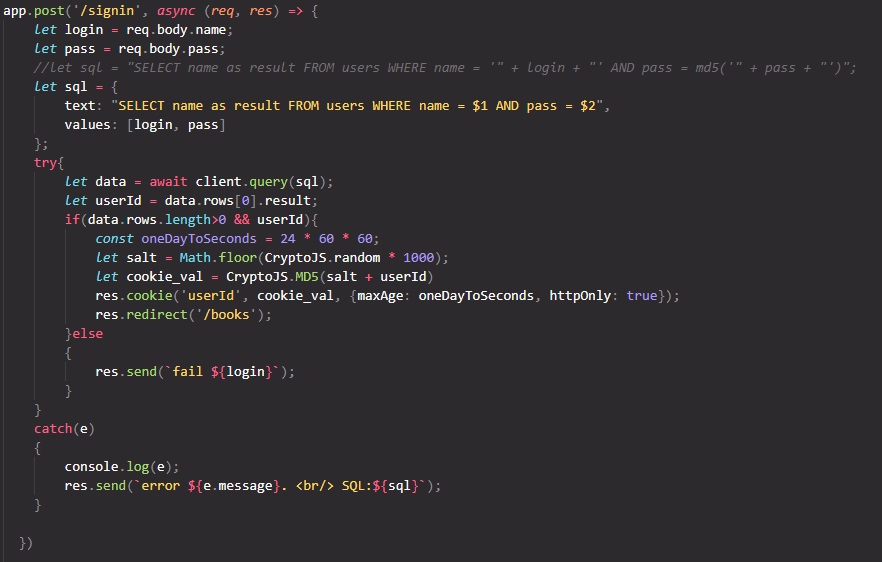 app.post('/signin', async (req, res) => {
let login = req.body.name;
let pass = req.body.pass;
//let sql = "SELECT name as result FROM users WHERE name = '" + login + "' AND pass = md5('" + pass + "')";
let sql = {
text: "SELECT name as result FROM users WHERE name = $1 AND pass = $2",
values: [login, pass]
};
try{
let data = await client.query(sql);
let userId = data.rows[0].result;
if(data.rows.length>0 && userId){
const oneDayToSeconds = 24 * 60 * 60;
let salt = Math.floor(CryptoJS.random * 1000);
let cookie_val = CryptoJS.MD5(salt + userId)
res.cookie('userId', cookie_val, {maxAge: oneDayToSeconds, httpOnly: true});
res.redirect('/books');
}else
{
res.send(`fail ${login}`);
}
}
catch(e)
{
console.log(e);
res.send(`error ${e.message}. <br/> SQL:${sql}`);
}
})